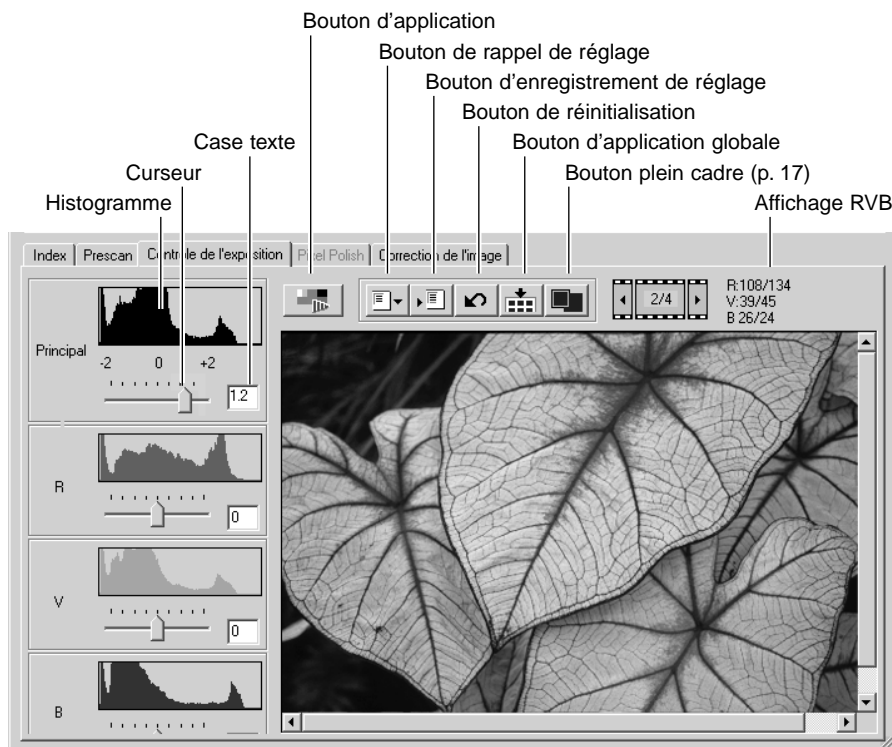 Bouton d'application
Bouton de rappel de réglage
Bouton d'enregistrement de réglage
Bouton de réinitialisation
Case texte
Bouton d'application globale
Curseur
Bouton plein cadre (p. 17)
Histogramme
Affichage RVB
Index
Prescan
Contrôle de l'exposition
Pixel Polish
Correction de l'image
2/4
R:108/134
V:39/45
B 26/24
Principal
-2 0 +2
1.2
R
0
V
0
B